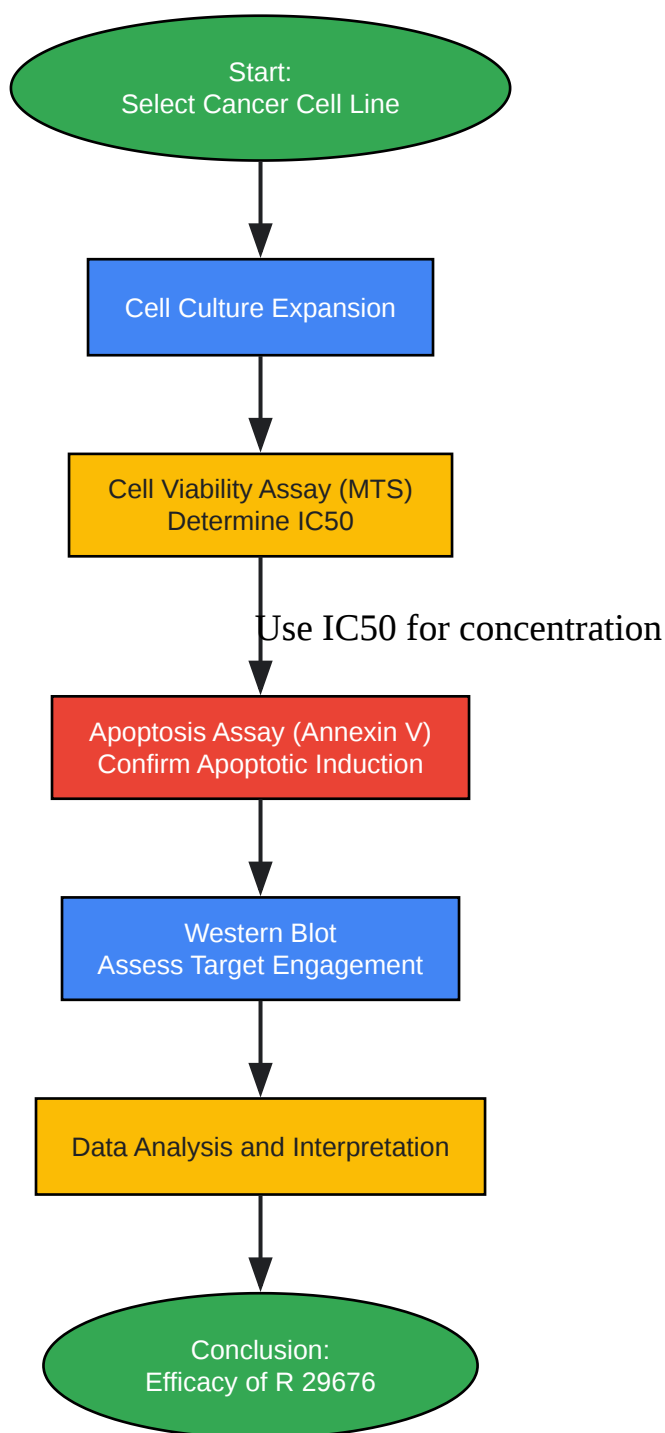 Start:
Select Cancer Cell Line
Cell Culture Expansion
Cell Viability Assay (MTS)
Determine IC50
Use IC50 for concentration
Apoptosis Assay (Annexin V)
Confirm Apoptotic Induction
Western Blot
Assess Target Engagement
Data Analysis and Interpretation
Conclusion:
Efficacy of R 29676